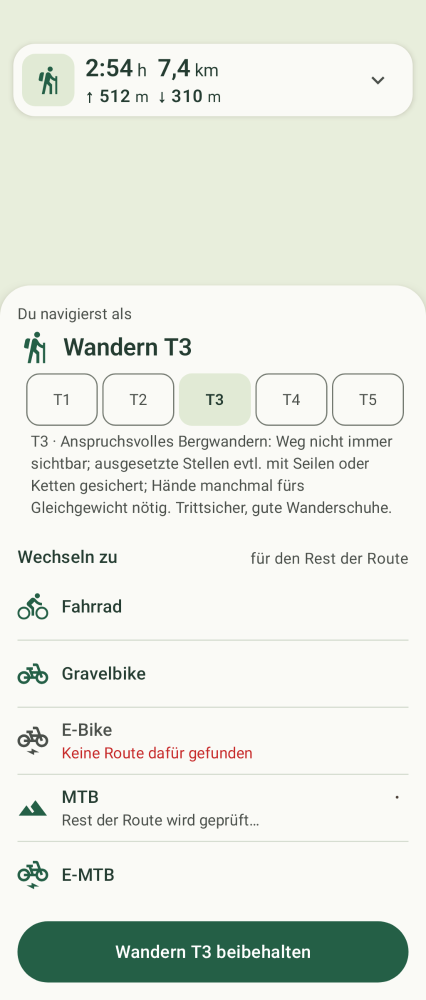 2:54 h 7,4 km
↑ 512 m ↓ 310 m
Du navigierst als
Wandern T3
T1 T2 T3 T4 T5
T3 · Anspruchsvolles Bergwandern: Weg nicht immer
sichtbar; ausgesetzte Stellen evtl. mit Seilen oder
Ketten gesichert; Hände manchmal fürs
Gleichgewicht nötig. Trittsicher, gute Wanderschuhe.
Wechseln zu für den Rest der Route
Fahrrad
Gravelbike
E-Bike
Keine Route dafür gefunden
MTB
Rest der Route wird geprüft…
E-MTB
Wandern T3 beibehalten